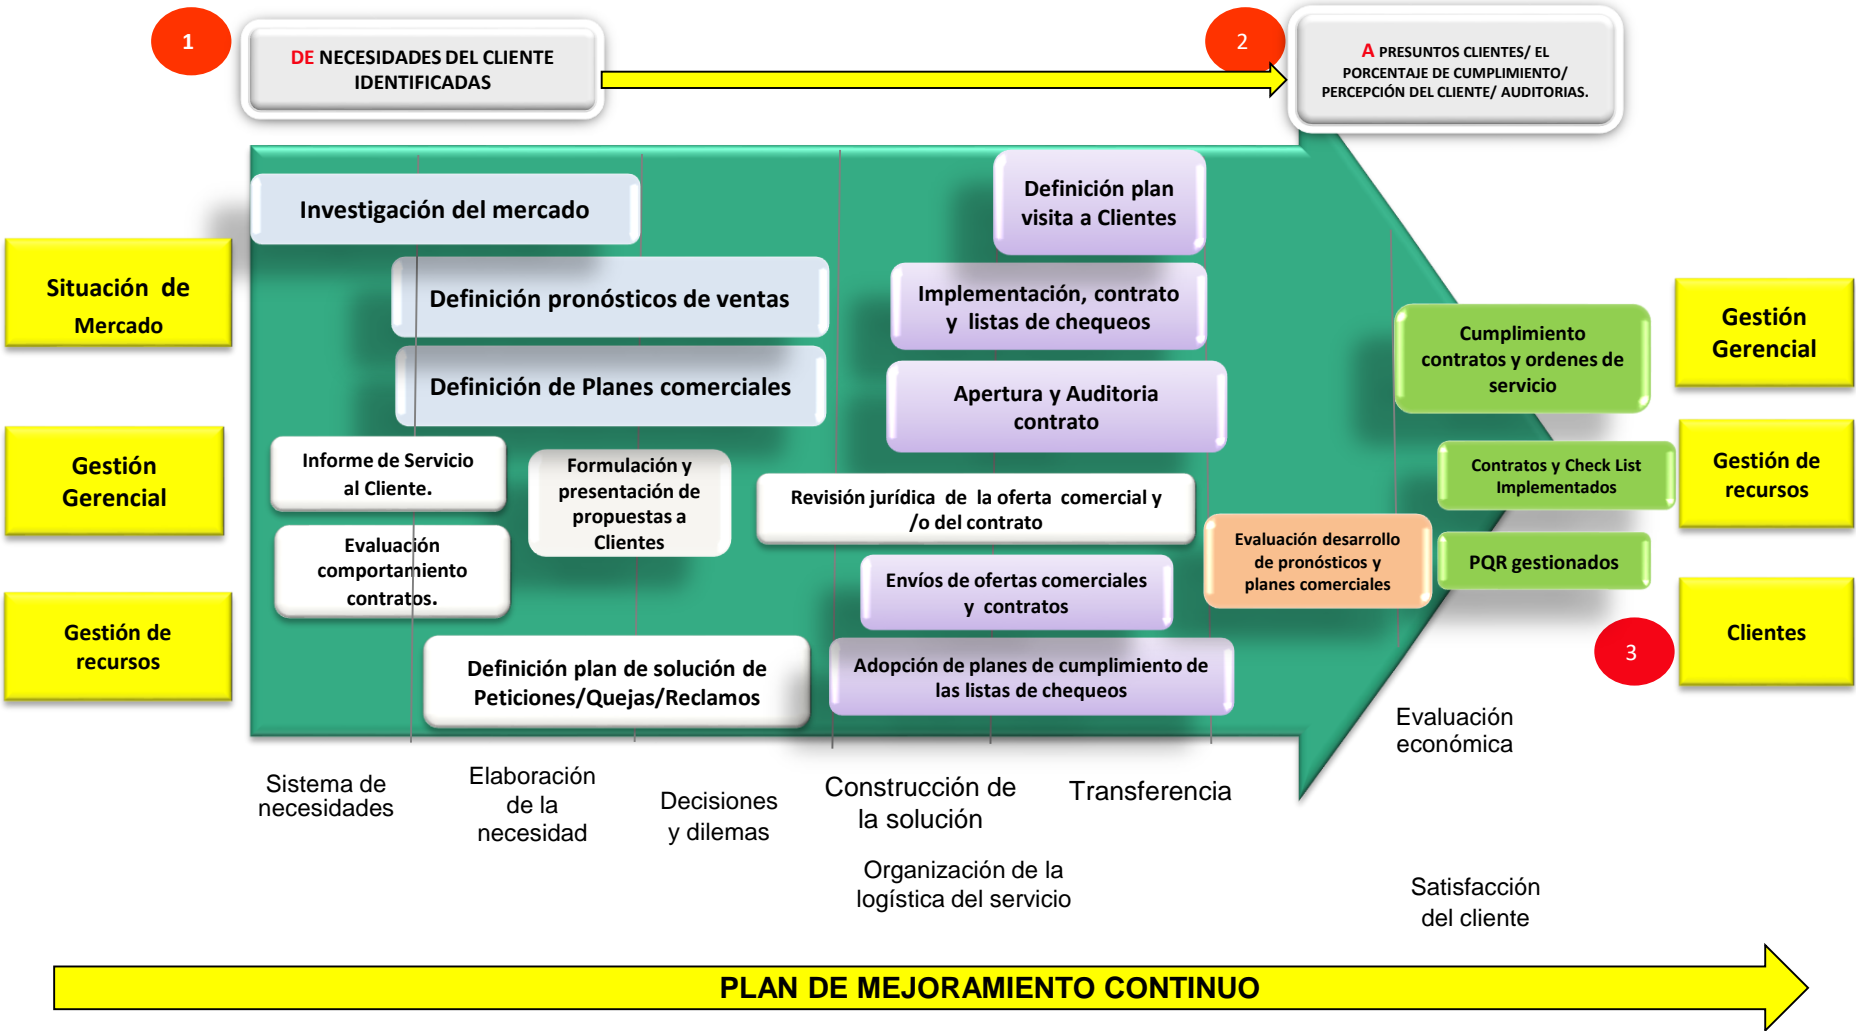 1
DE NECESIDADES DEL CLIENTE
IDENTIFICADAS
2
A PRESUNTOS CLIENTES/ EL
PORCENTAJE DE CUMPLIMIENTO/
PERCEPCIÓN DEL CLIENTE/ AUDITORIAS.
Situación de
Mercado
Gestión
Gerencial
Gestión de
recursos
Investigación del mercado
Definición pronósticos de ventas
Definición de Planes comerciales
Informe de Servicio
al Cliente.
Evaluación
comportamiento
contratos.
Formulación y
presentación de
propuestas a
Clientes
Definición plan de solución de
Peticiones/Quejas/Reclamos
Definición plan
visita a Clientes
Implementación, contrato
y listas de chequeos
Apertura y Auditoria
contrato
Revisión jurídica de la oferta comercial y
/o del contrato
Envíos de ofertas comerciales
y contratos
Adopción de planes de cumplimiento de
las listas de chequeos
Evaluación desarrollo
de pronósticos y
planes comerciales
Cumplimiento
contratos y ordenes de
servicio
Contratos y Check List
Implementados
PQR gestionados
3
Gestión
Gerencial
Gestión de
recursos
Clientes
Sistema de
necesidades
Elaboración
de la
necesidad
Decisiones
y dilemas
Construcción de
la solución
Transferencia
Evaluación
económica
Organización de la
logística del servicio
Satisfacción
del cliente
PLAN DE MEJORAMIENTO CONTINUO